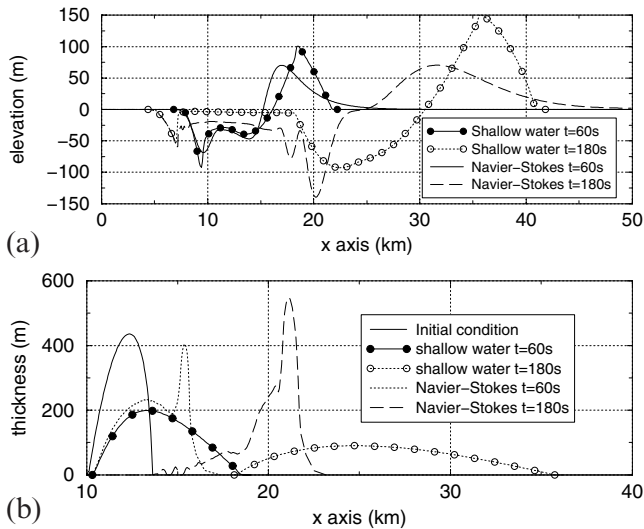 150
100
50
0
-50
-100
-150
elevation (m)
Shallow water t=60s
Shallow water t=180s
Navier-Stokes t=60s
Navier-Stokes t=180s
0 10 20 30 40 50
x axis (km)
(a)
600
400
200
0
thickness (m)
Initial condition
shallow water t=60s
shallow water t=180s
Navier-Stokes t=60s
Navier-Stokes t=180s
10 20 30 40
x axis (km)
(b)